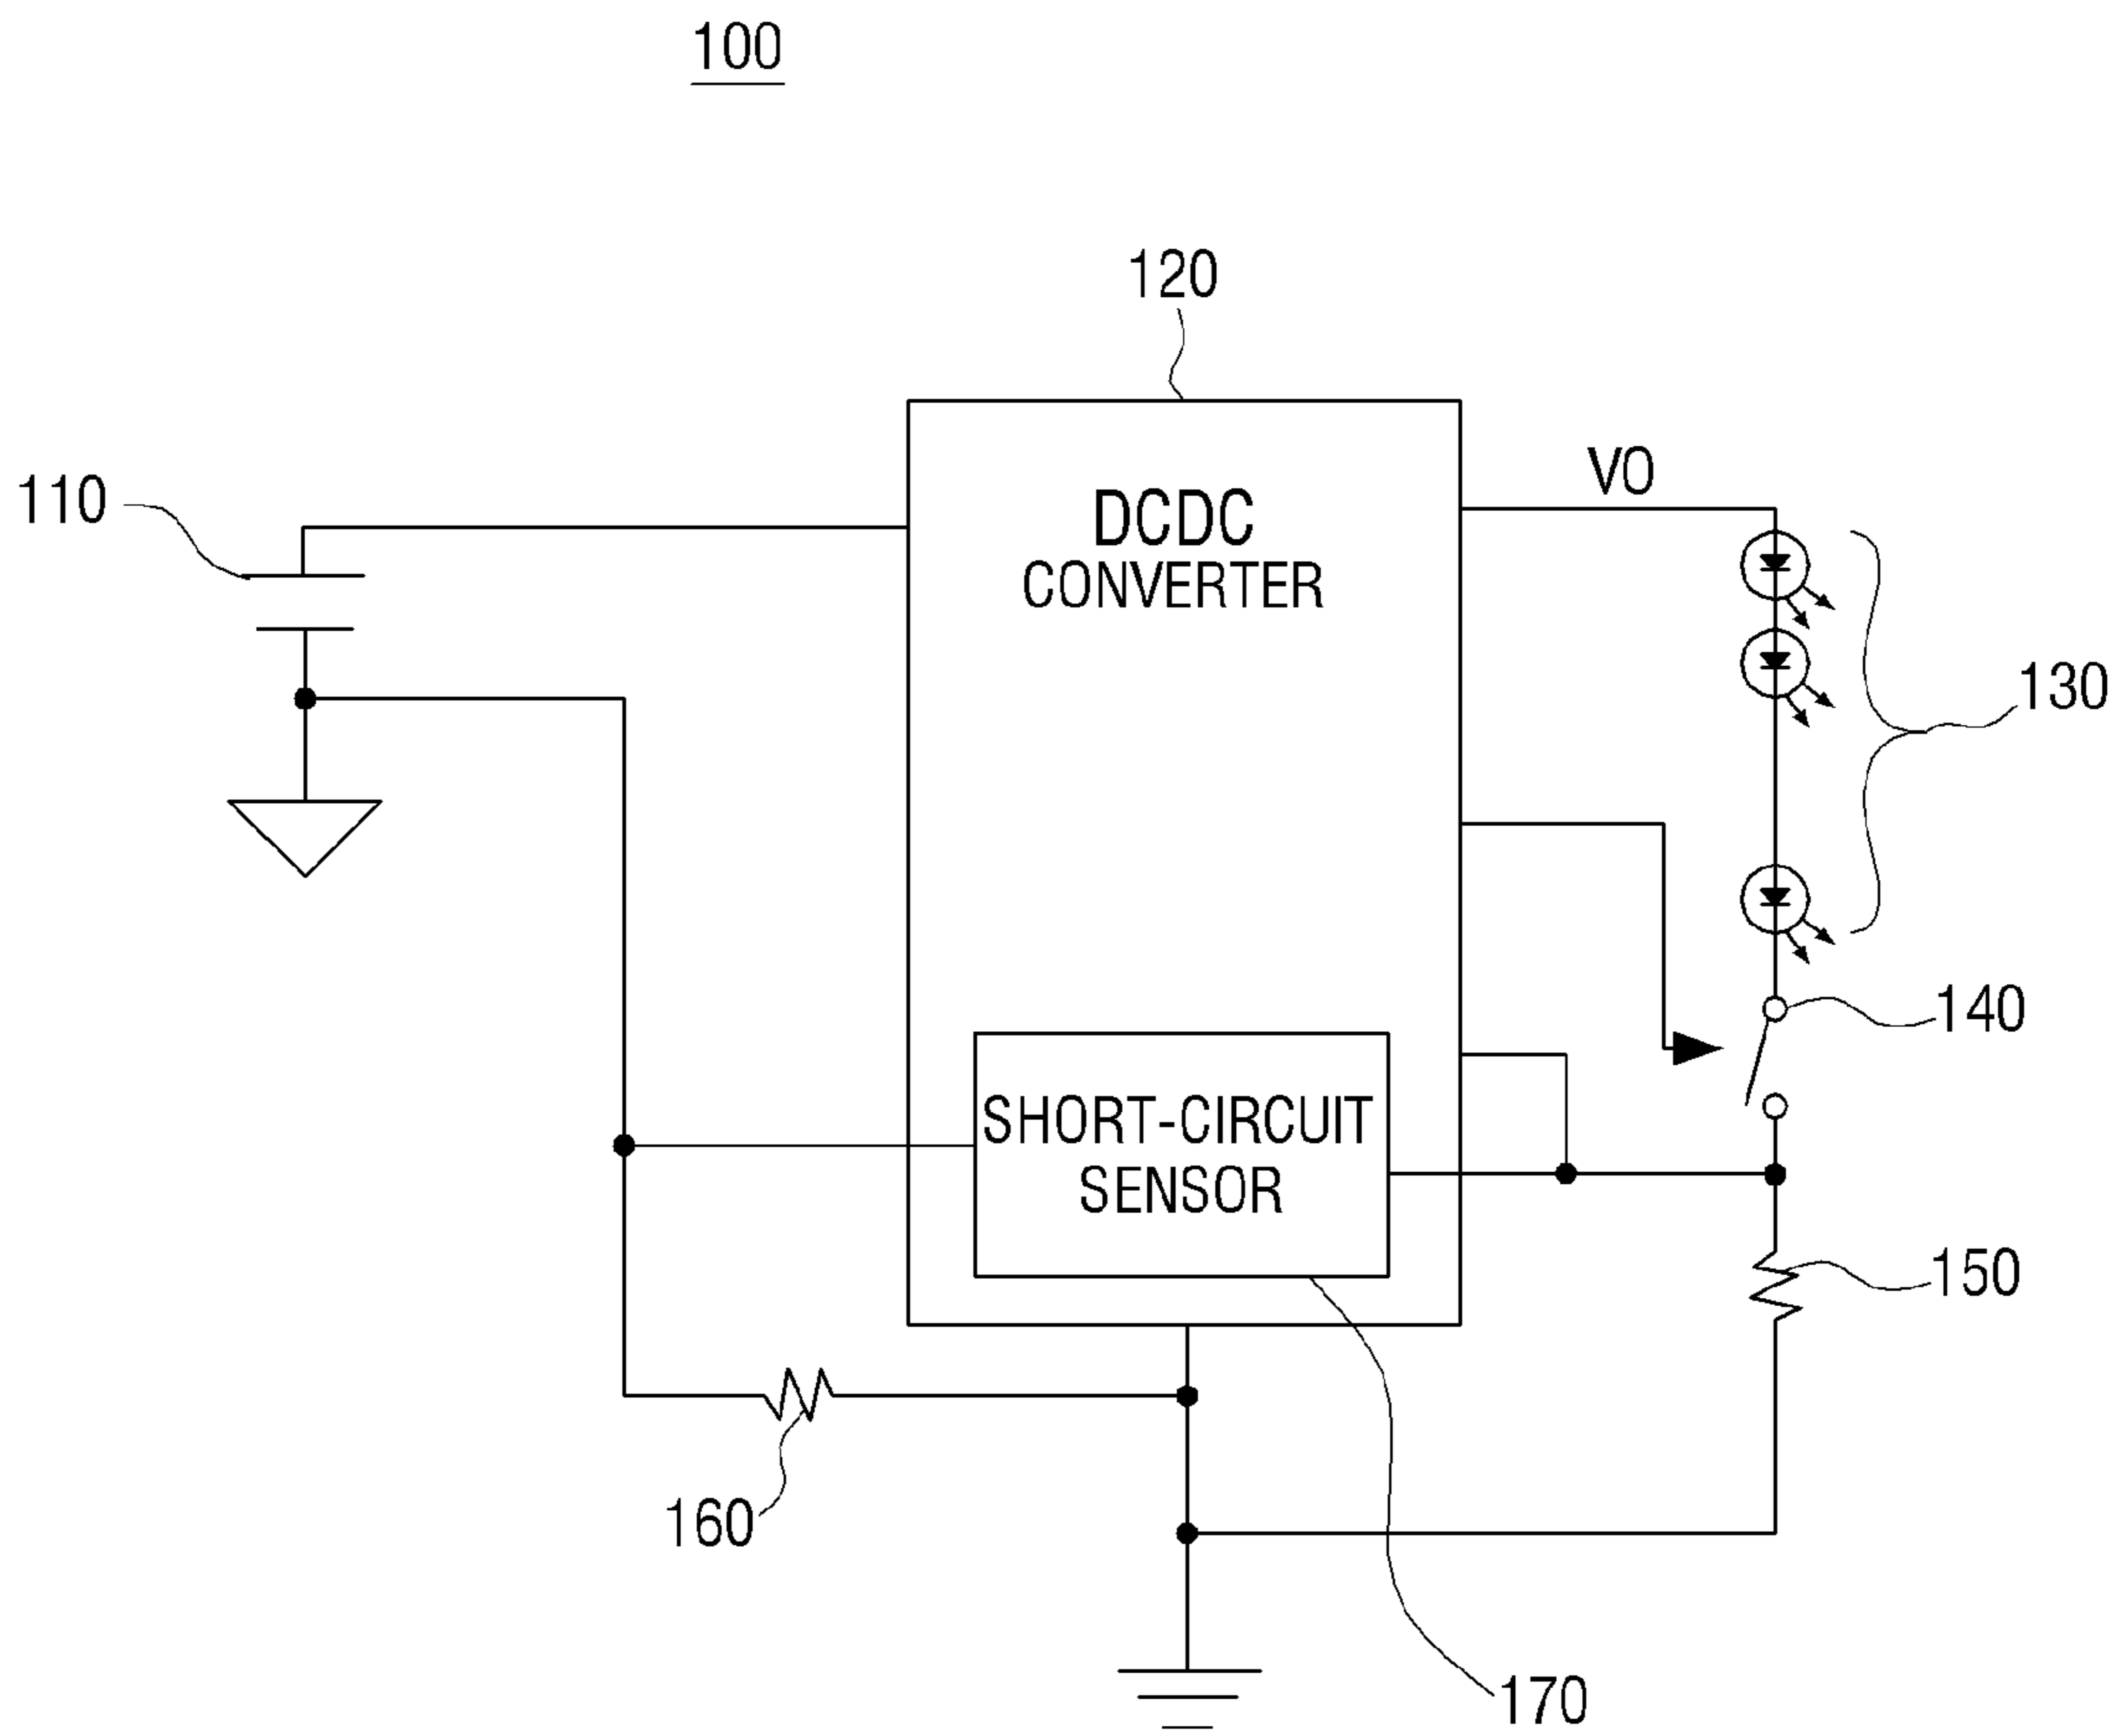 100
120
110
VO
DCDC
CONVERTER
130
140
SHORT-CIRCUIT
SENSOR
150
160
170